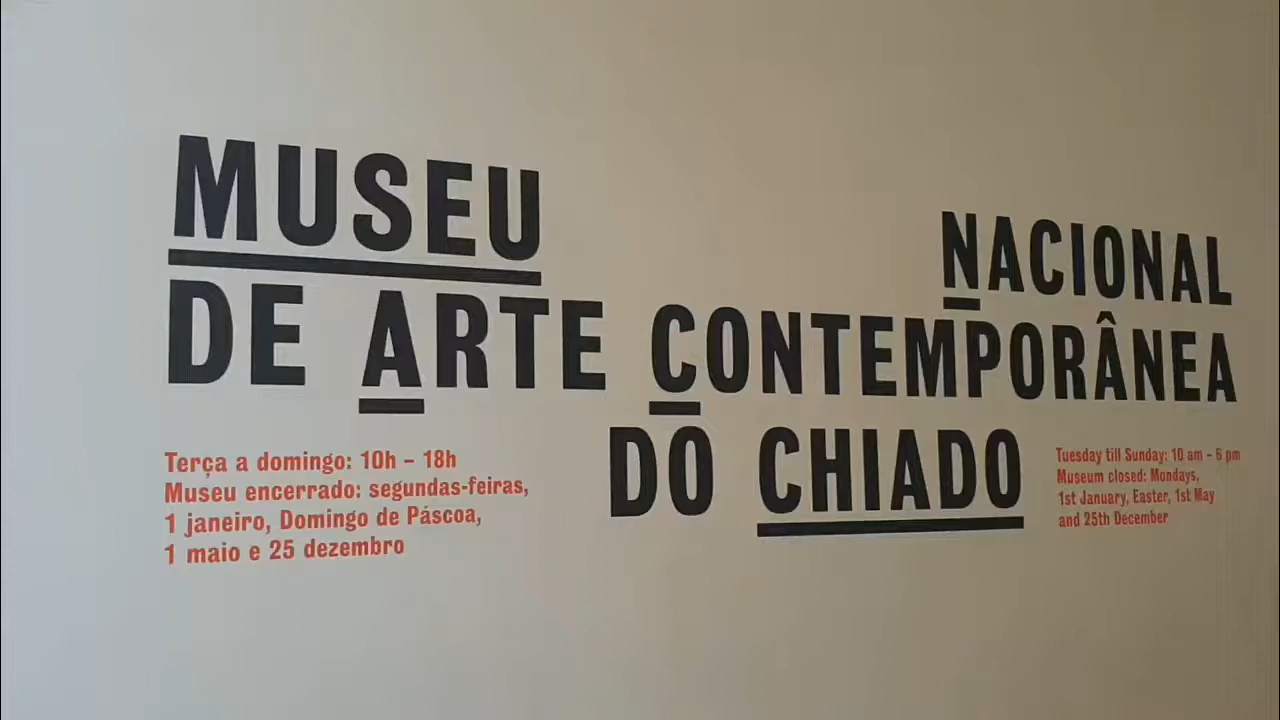 MUSEU
NACIONAL
DE ARTE CONTEMPORÂNEA
DO CHIADO
Terça a domingo: 10h – 18h
Museu encerrado: segundas-feiras,
1 janeiro, Domingo de Páscoa,
1 maio e 25 dezembro
Tuesday till Sunday: 10 am – 6 pm
Museum closed: Mondays,
1st January, Easter, 1st May
and 25th December